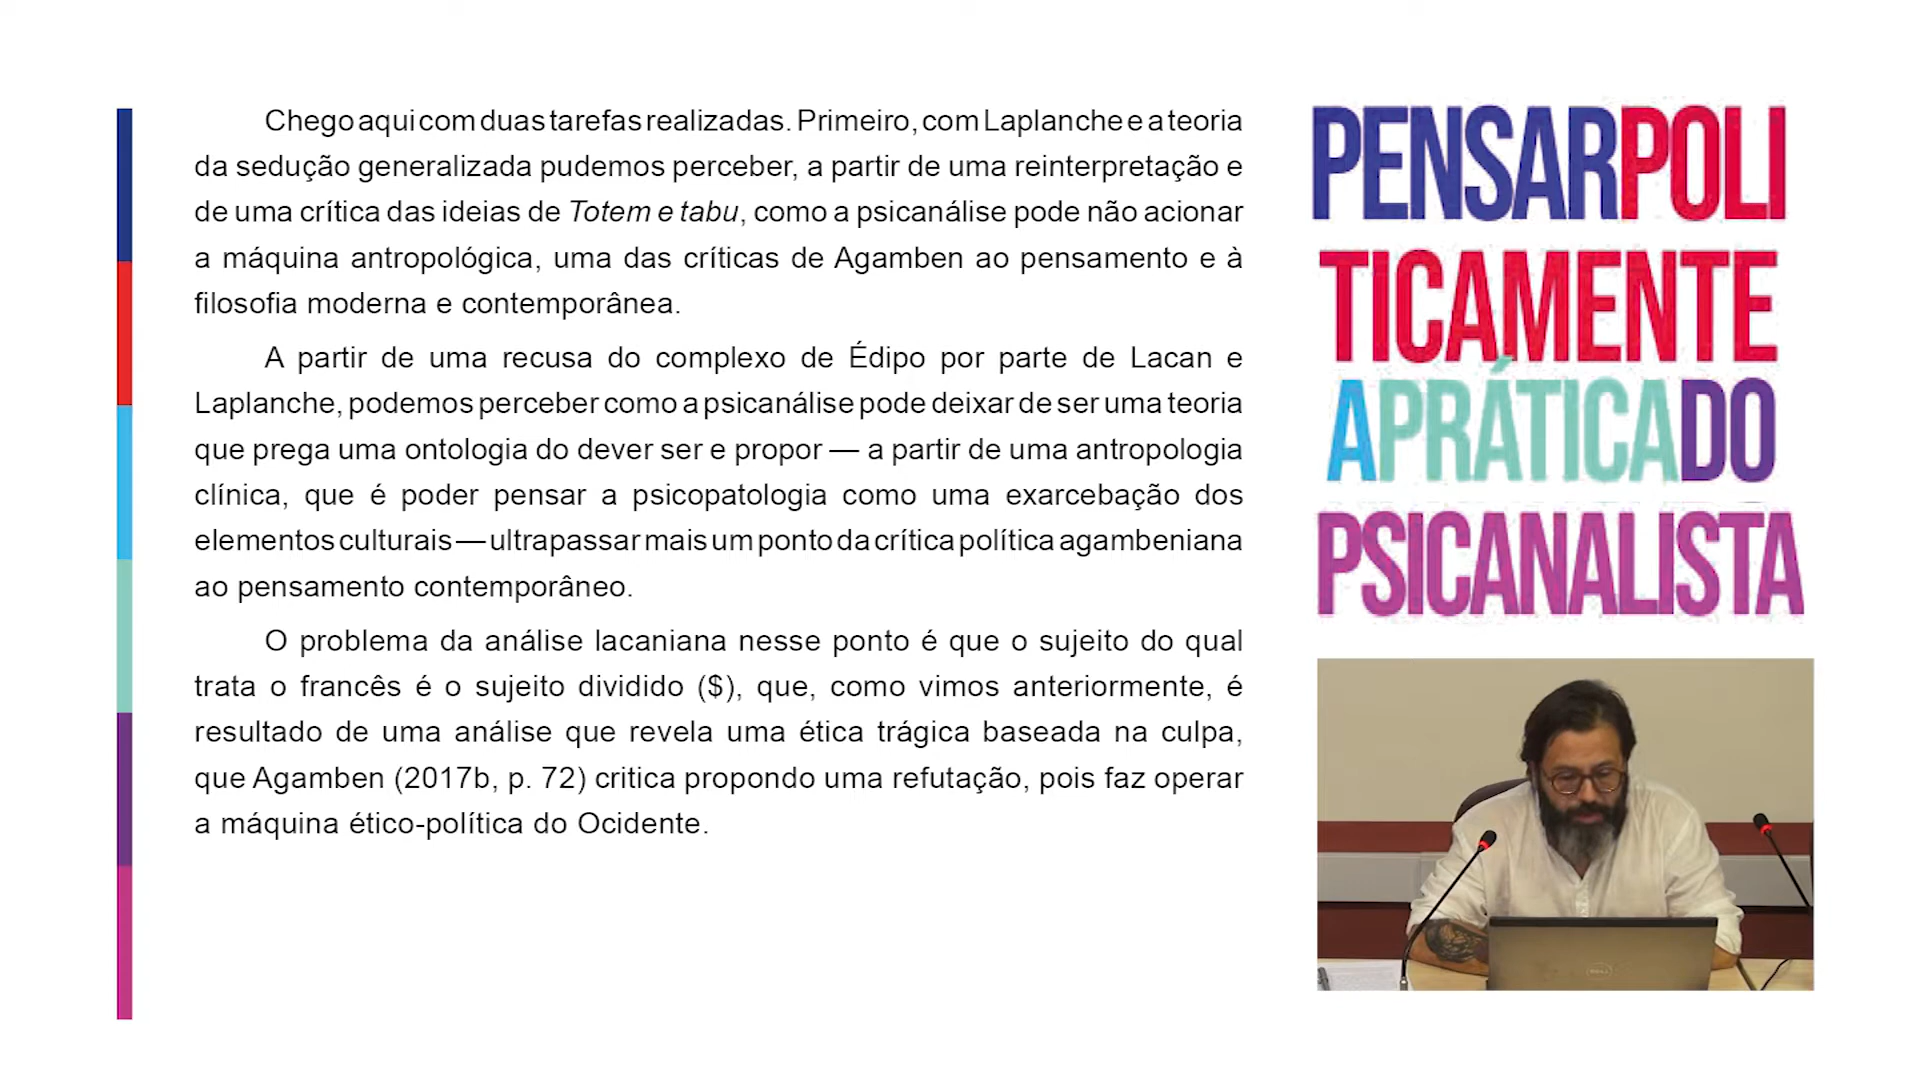 Chego aqui com duas tarefas realizadas. Primeiro, com Laplanche e a teoria
da sedução generalizada pudemos perceber, a partir de uma reinterpretação e
de uma crítica das ideias de Totem e tabu, como a psicanálise pode não acionar
a máquina antropológica, uma das críticas de Agamben ao pensamento e à
filosofia moderna e contemporânea.
A partir de uma recusa do complexo de Édipo por parte de Lacan e
Laplanche, podemos perceber como a psicanálise pode deixar de ser uma teoria
que prega uma ontologia do dever ser e propor — a partir de uma antropologia
clínica, que é poder pensar a psicopatologia como uma exarcebação dos
elementos culturais — ultrapassar mais um ponto da crítica política agambeniana
ao pensamento contemporâneo.
O problema da análise lacaniana nesse ponto é que o sujeito do qual
trata o francês é o sujeito dividido ($), que, como vimos anteriormente, é
resultado de uma análise que revela uma ética trágica baseada na culpa,
que Agamben (2017b, p. 72) critica propondo uma refutação, pois faz operar
a máquina ético-política do Ocidente.
PENSARPOLI
TICAMENTE
APRÁTICADO
PSICANALISTA
DELL